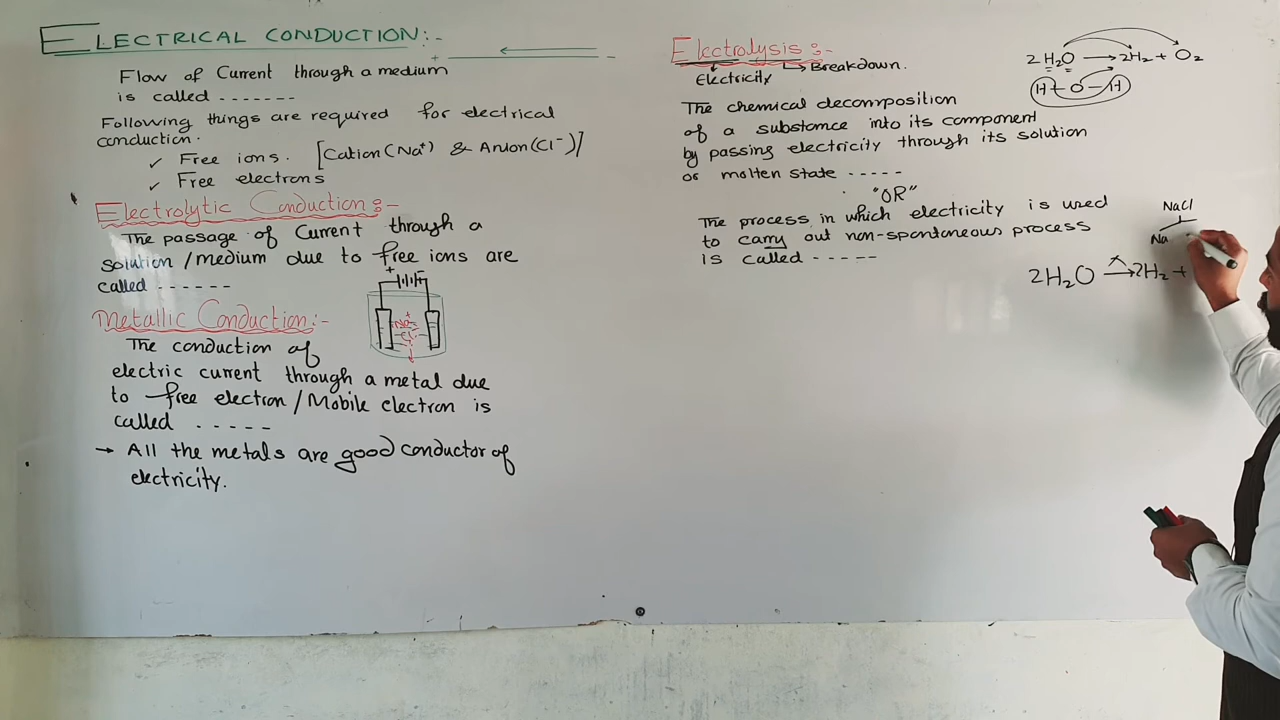 ELECTRICAL CONDUCTION:-
+ -
Flow of Current through a medium
is called -------
Following things are required for electrical
conduction.
✓ Free ions. [Cation (Na⁺) & Anion (Cl⁻)]
✓ Free electrons
Electrolytic Conduction:-
The passage of Current through a
solution/medium due to free ions are
called ------
+ -
Na⁺
Cl⁻
Metallic Conduction:-
The conduction of
electric current through a metal due
to free electron/Mobile electron is
called -----
→ All the metals are good conductor of
electricity.
Electrolysis:-
Electricity → Breakdown.
The chemical decomposition
of a substance into its component
by passing electricity through its solution
or molten state -----
"OR"
The process in which electricity is used
to carry out non-spontaneous process
is called -----
2H₂O → 2H₂ + O₂
H - O - H
NaCl
Na
2H₂O → 2H₂ +